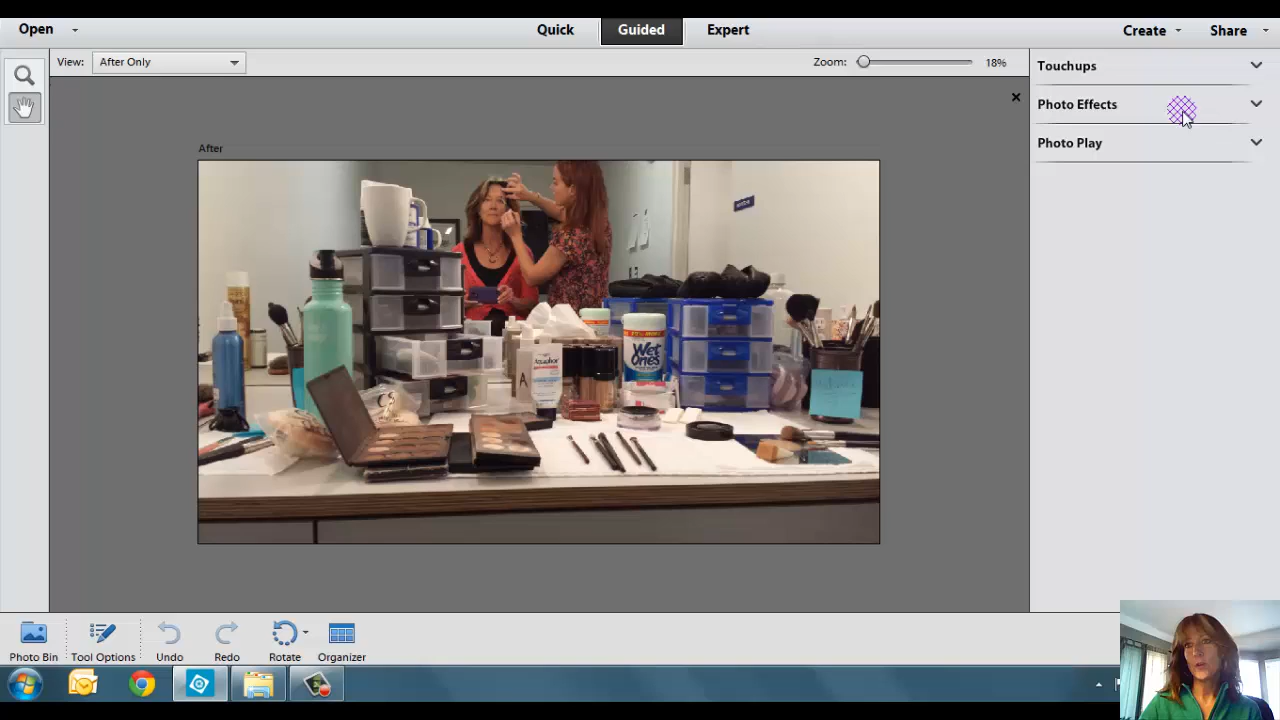 Open Quick Guided Expert Create Share
View: After Only Zoom: 18%
Touchups
Photo Effects
Photo Play
After
Wet Ones
Aquaphor
A
Photo Bin Tool Options Undo Redo Rotate Organizer